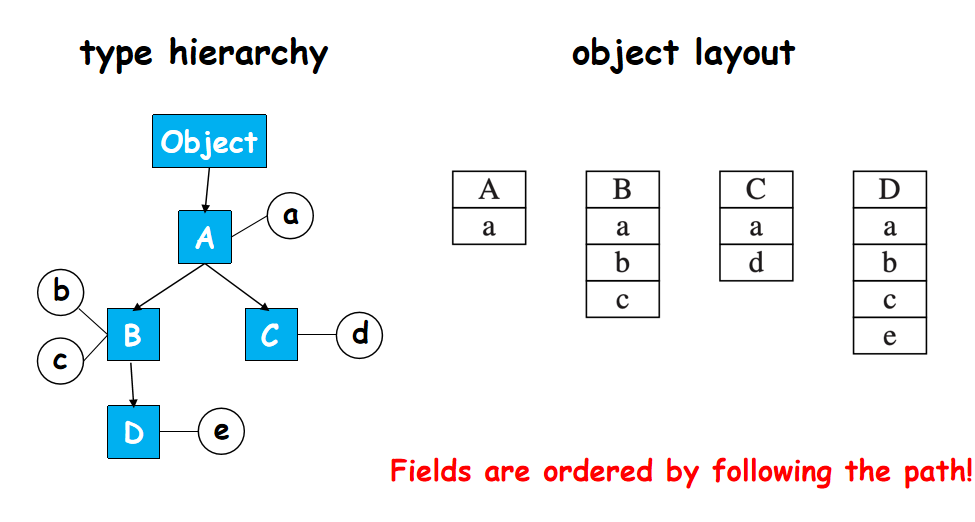 type hierarchy
object layout
Object
A
a
b
B
c
C
d
D
e
A
a
B
a
b
c
C
a
d
D
a
b
c
e
Fields are ordered by following the path!